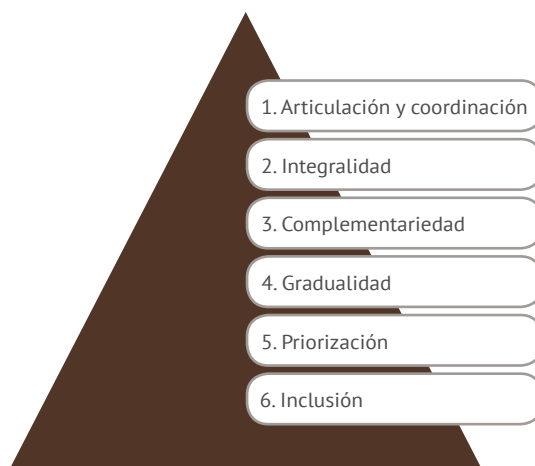 1. Articulación y coordinación
2. Integralidad
3. Complementariedad
4. Gradualidad
5. Priorización
6. Inclusión